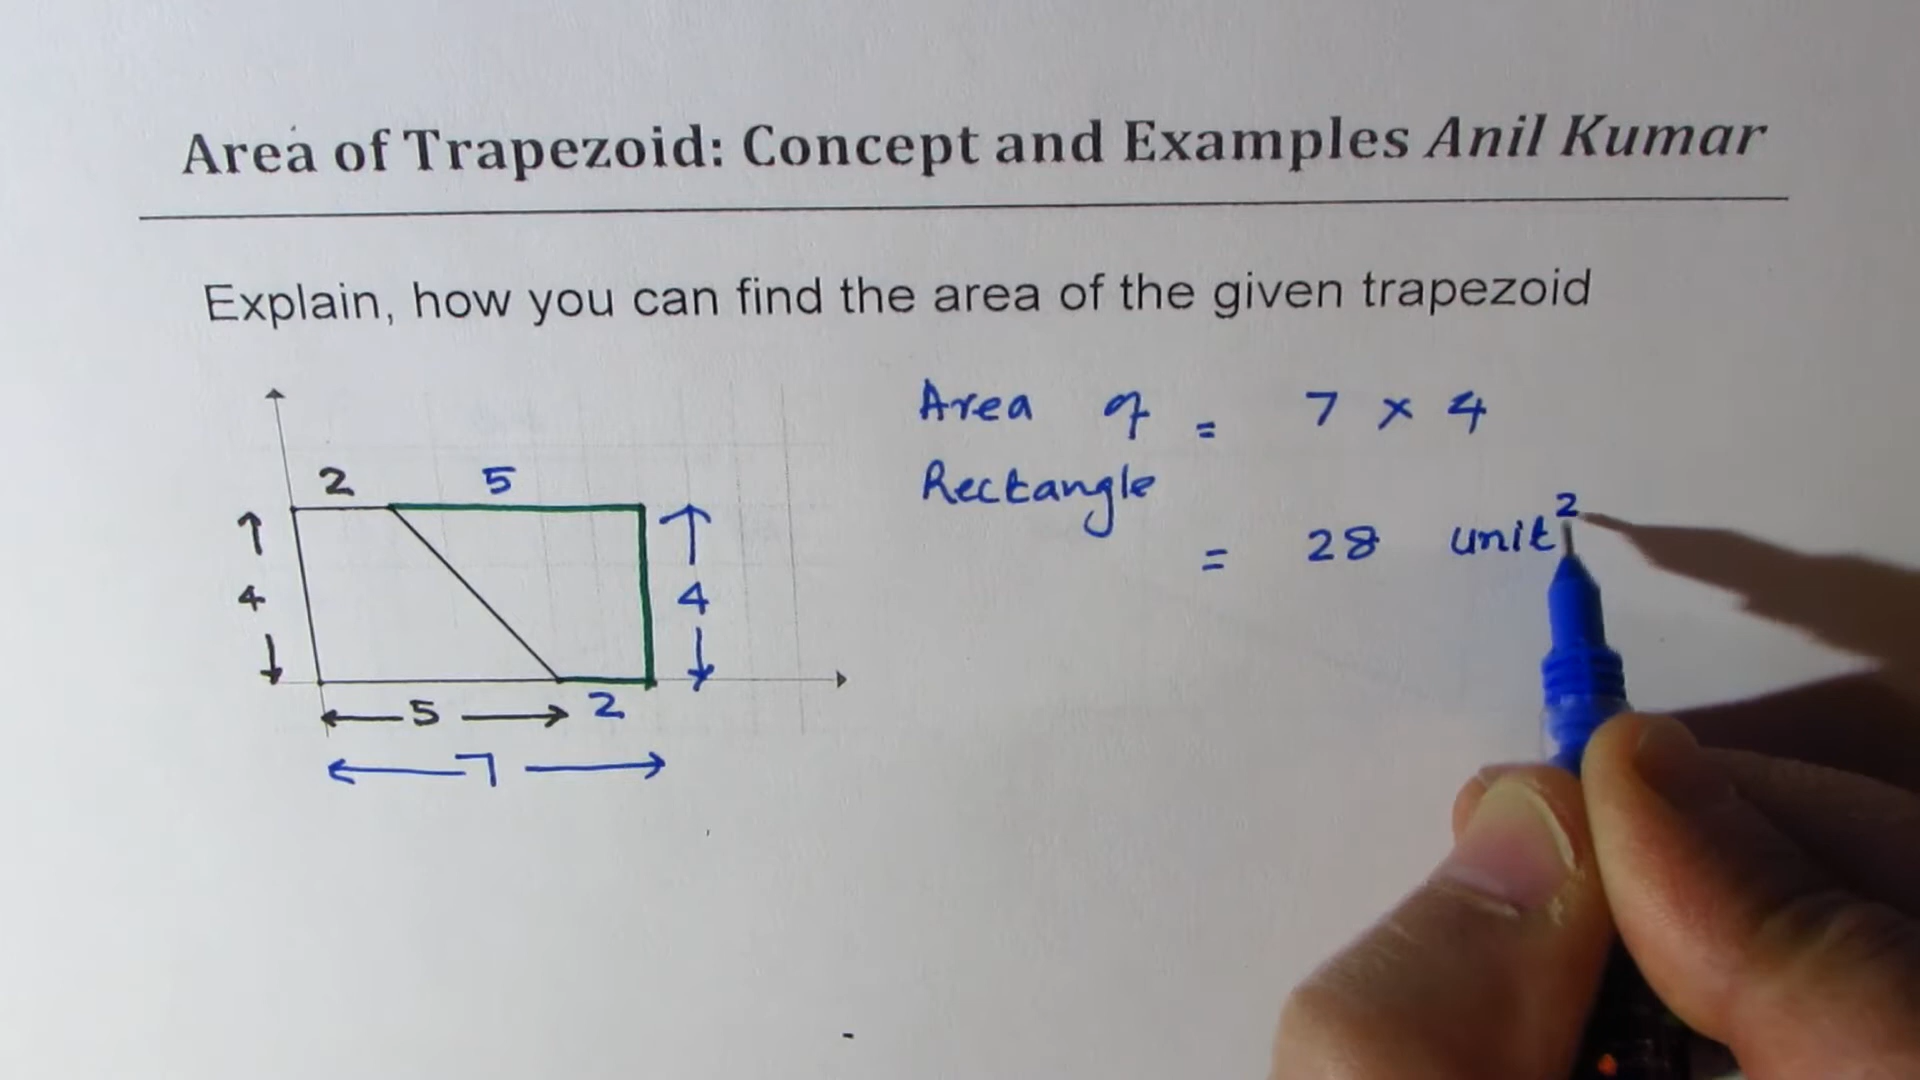 Area of Trapezoid: Concept and Examples Anil Kumar
Explain, how you can find the area of the given trapezoid
2 5
4
4
5 2
7
Area of = 7 × 4
Rectangle
= 28 unit²